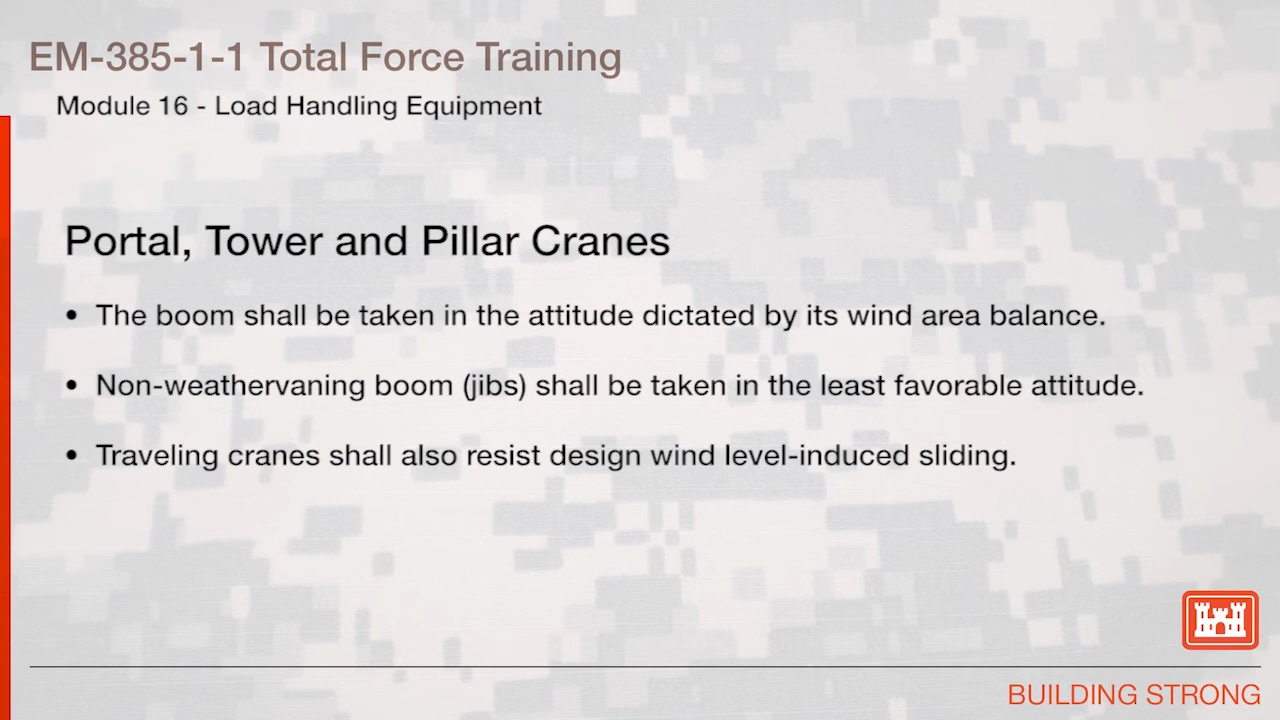 EM-385-1-1 Total Force Training
Module 16 - Load Handling Equipment
Portal, Tower and Pillar Cranes
• The boom shall be taken in the attitude dictated by its wind area balance.
• Non-weathervaning boom (jibs) shall be taken in the least favorable attitude.
• Traveling cranes shall also resist design wind level-induced sliding.
BUILDING STRONG